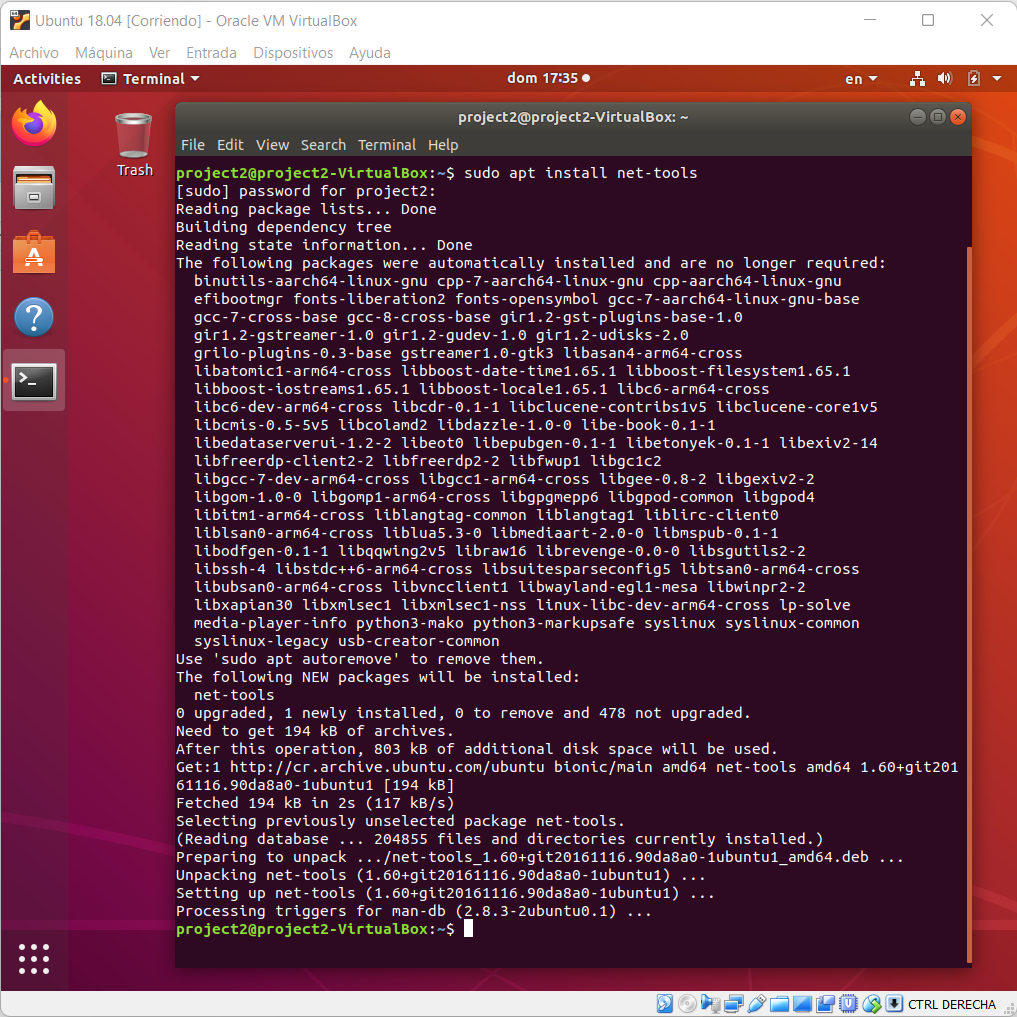 Ubuntu 18.04 [Corriendo] - Oracle VM VirtualBox
Archivo Máquina Ver Entrada Dispositivos Ayuda
Activities Terminal dom 17:35 en
project2@project2-VirtualBox: ~
Trash
File Edit View Search Terminal Help
project2@project2-VirtualBox:~$ sudo apt install net-tools
[sudo] password for project2:
Reading package lists... Done
Building dependency tree
Reading state information... Done
The following packages were automatically installed and are no longer required:
  binutils-aarch64-linux-gnu cpp-7-aarch64-linux-gnu cpp-aarch64-linux-gnu
  efibootmgr fonts-liberation2 fonts-opensymbol gcc-7-aarch64-linux-gnu-base
  gcc-7-cross-base gcc-8-cross-base gir1.2-gst-plugins-base-1.0
  gir1.2-gstreamer-1.0 gir1.2-gudev-1.0 gir1.2-udisks-2.0
  grilo-plugins-0.3-base gstreamer1.0-gtk3 libasan4-arm64-cross
  libatomic1-arm64-cross libboost-date-time1.65.1 libboost-filesystem1.65.1
  libboost-iostreams1.65.1 libboost-locale1.65.1 libc6-arm64-cross
  libc6-dev-arm64-cross libcdr-0.1-1 libclucene-contribs1v5 libclucene-core1v5
  libcmis-0.5-5v5 libcolamd2 libdazzle-1.0-0 libe-book-0.1-1
  libedataserverui-1.2-2 libeot0 libepubgen-0.1-1 libetonyek-0.1-1 libexiv2-14
  libfreerdp-client2-2 libfreerdp2-2 libfwup1 libgc1c2
  libgcc-7-dev-arm64-cross libgcc1-arm64-cross libgee-0.8-2 libgexiv2-2
  libgom-1.0-0 libgomp1-arm64-cross libgpgmepp6 libgpod-common libgpod4
  libitm1-arm64-cross liblangtag-common liblangtag1 liblirc-client0
  liblsan0-arm64-cross liblua5.3-0 libmediaart-2.0-0 libmspub-0.1-1
  libodfgen-0.1-1 libqqwing2v5 libraw16 librevenge-0.0-0 libsgutils2-2
  libssh-4 libstdc++6-arm64-cross libsuitesparseconfig5 libtsan0-arm64-cross
  libubsan0-arm64-cross libvncclient1 libwayland-egl1-mesa libwinpr2-2
  libxapian30 libxmlsec1 libxmlsec1-nss linux-libc-dev-arm64-cross lp-solve
  media-player-info python3-mako python3-markupsafe syslinux syslinux-common
  syslinux-legacy usb-creator-common
Use 'sudo apt autoremove' to remove them.
The following NEW packages will be installed:
  net-tools
0 upgraded, 1 newly installed, 0 to remove and 478 not upgraded.
Need to get 194 kB of archives.
After this operation, 803 kB of additional disk space will be used.
Get:1 http://cr.archive.ubuntu.com/ubuntu bionic/main amd64 net-tools amd64 1.60+git201
61116.90da8a0-1ubuntu1 [194 kB]
Fetched 194 kB in 2s (117 kB/s)
Selecting previously unselected package net-tools.
(Reading database ... 204855 files and directories currently installed.)
Preparing to unpack .../net-tools_1.60+git20161116.90da8a0-1ubuntu1_amd64.deb ...
Unpacking net-tools (1.60+git20161116.90da8a0-1ubuntu1) ...
Setting up net-tools (1.60+git20161116.90da8a0-1ubuntu1) ...
Processing triggers for man-db (2.8.3-2ubuntu0.1) ...
project2@project2-VirtualBox:~$
CTRL DERECHA